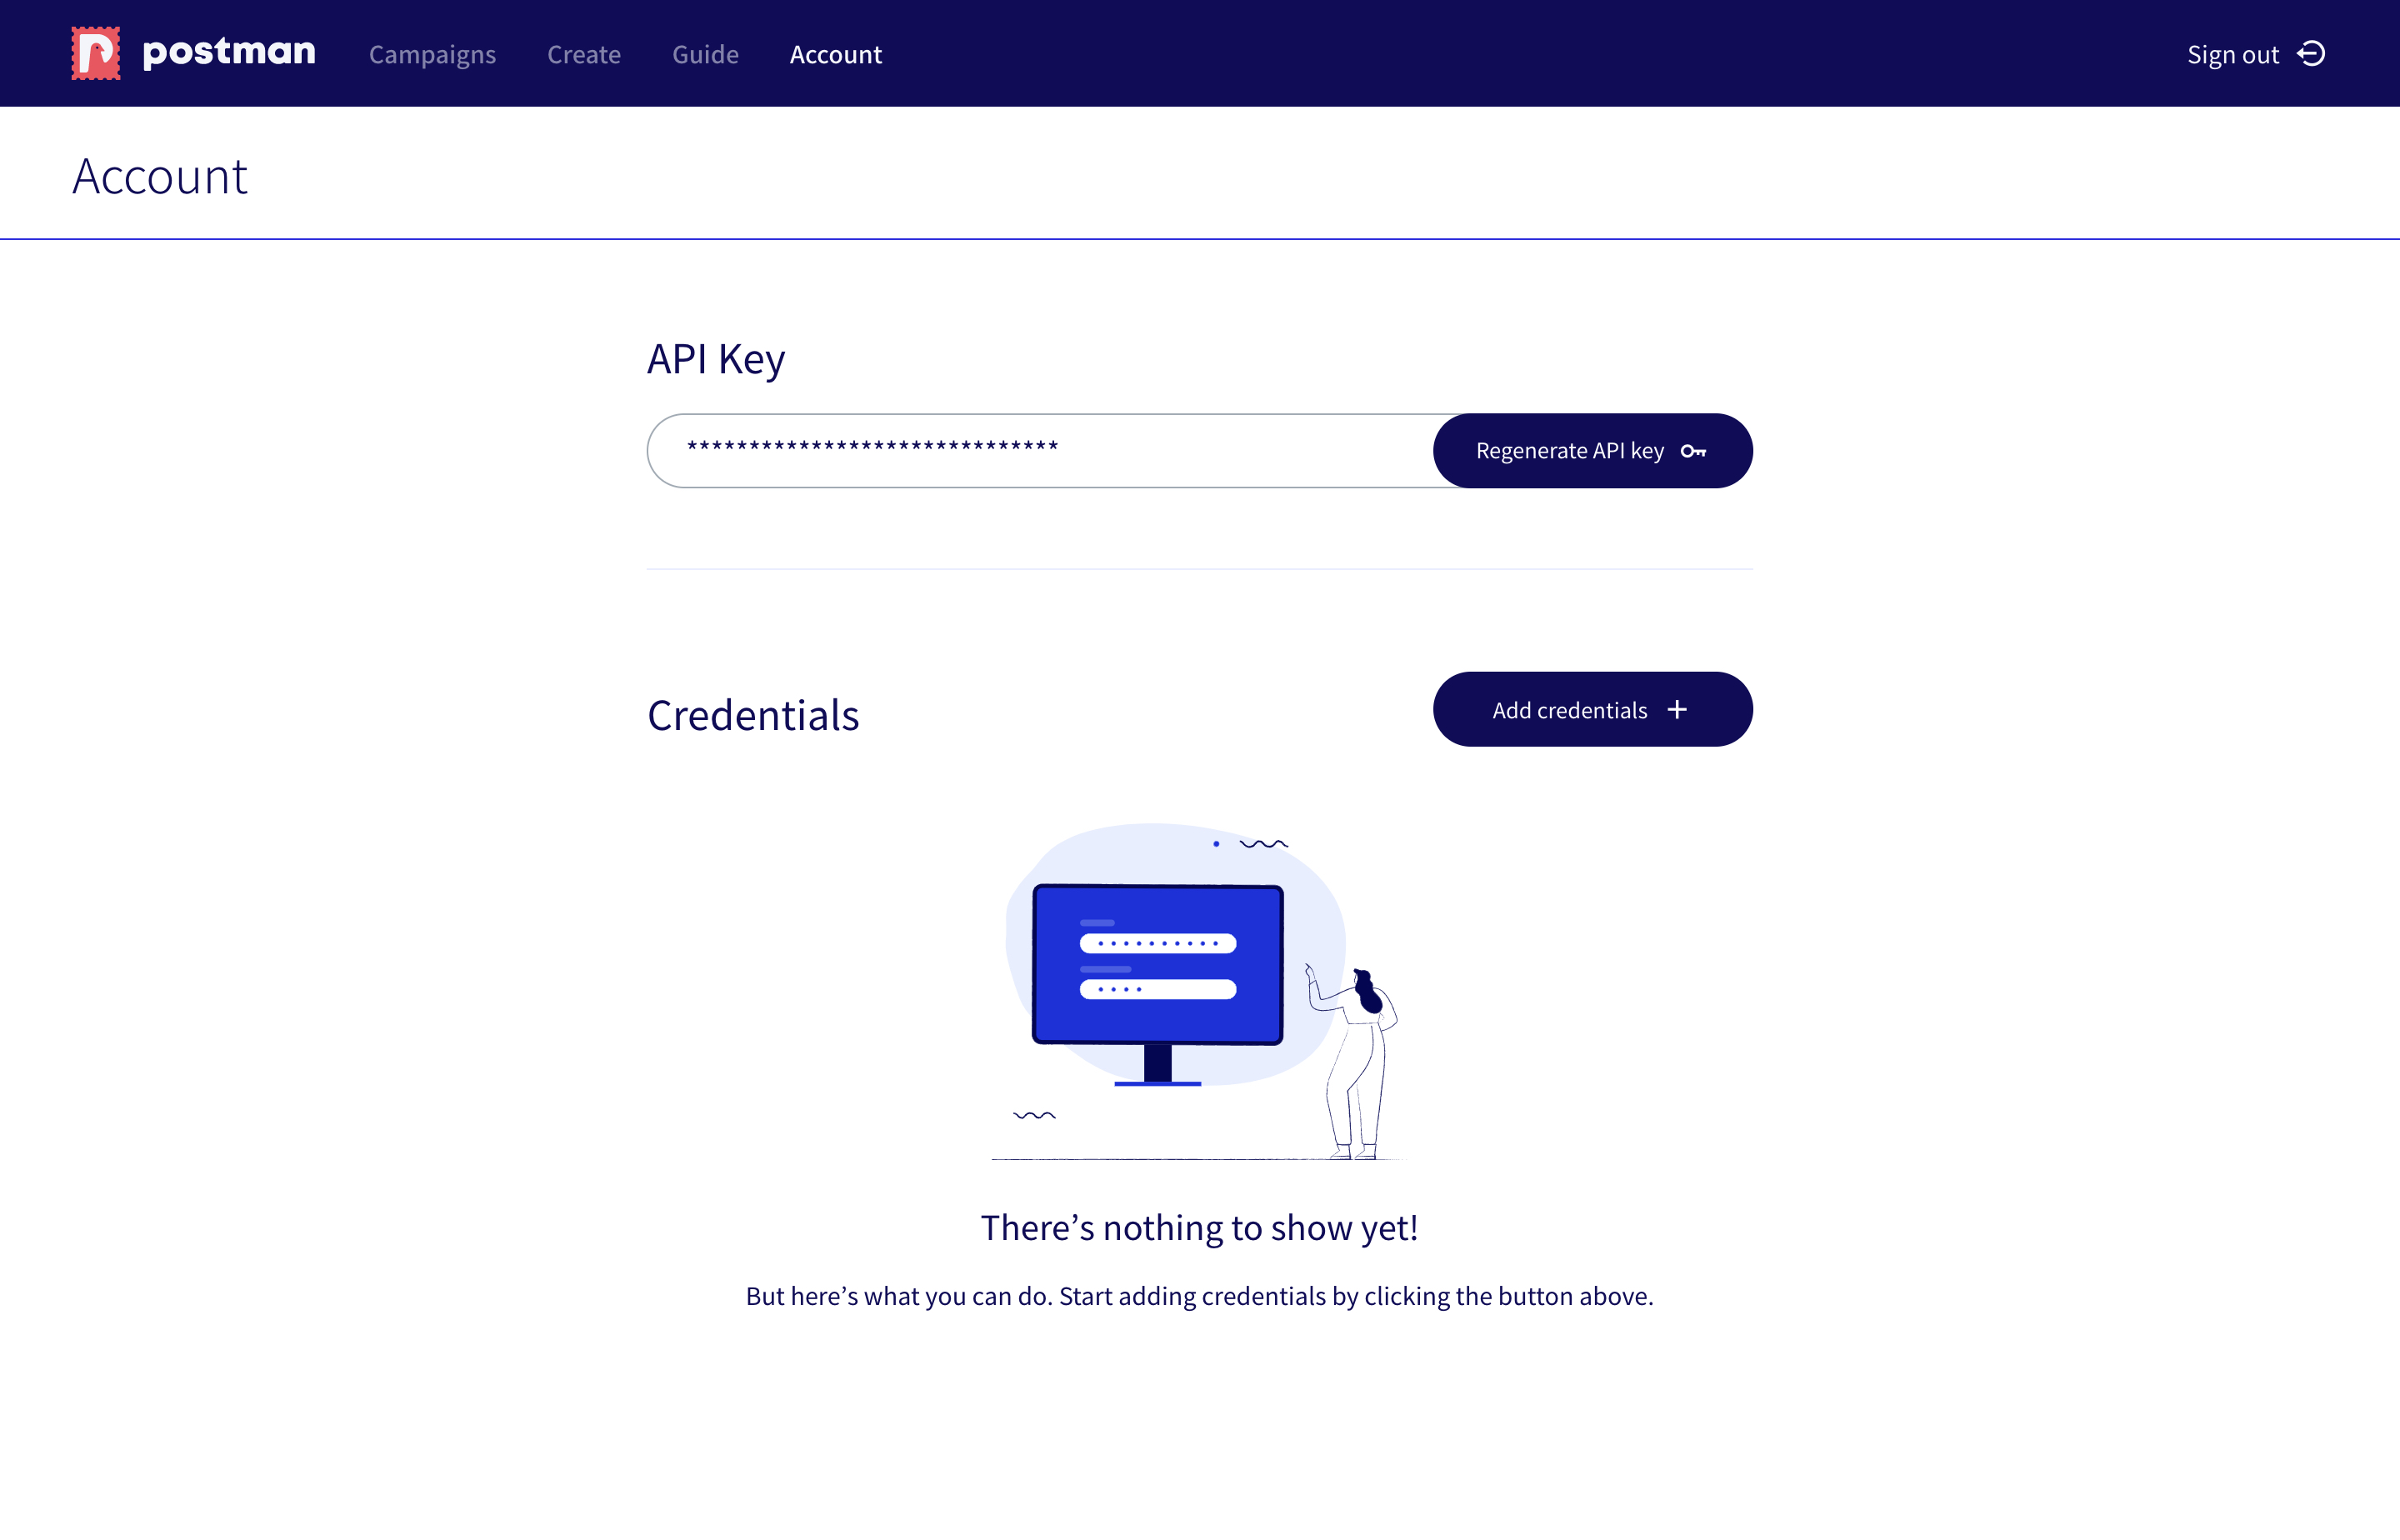 postman Campaigns Create Guide Account Sign out
Account
API Key
****************************** Regenerate API key
Credentials Add credentials +
There’s nothing to show yet!
But here’s what you can do. Start adding credentials by clicking the button above.